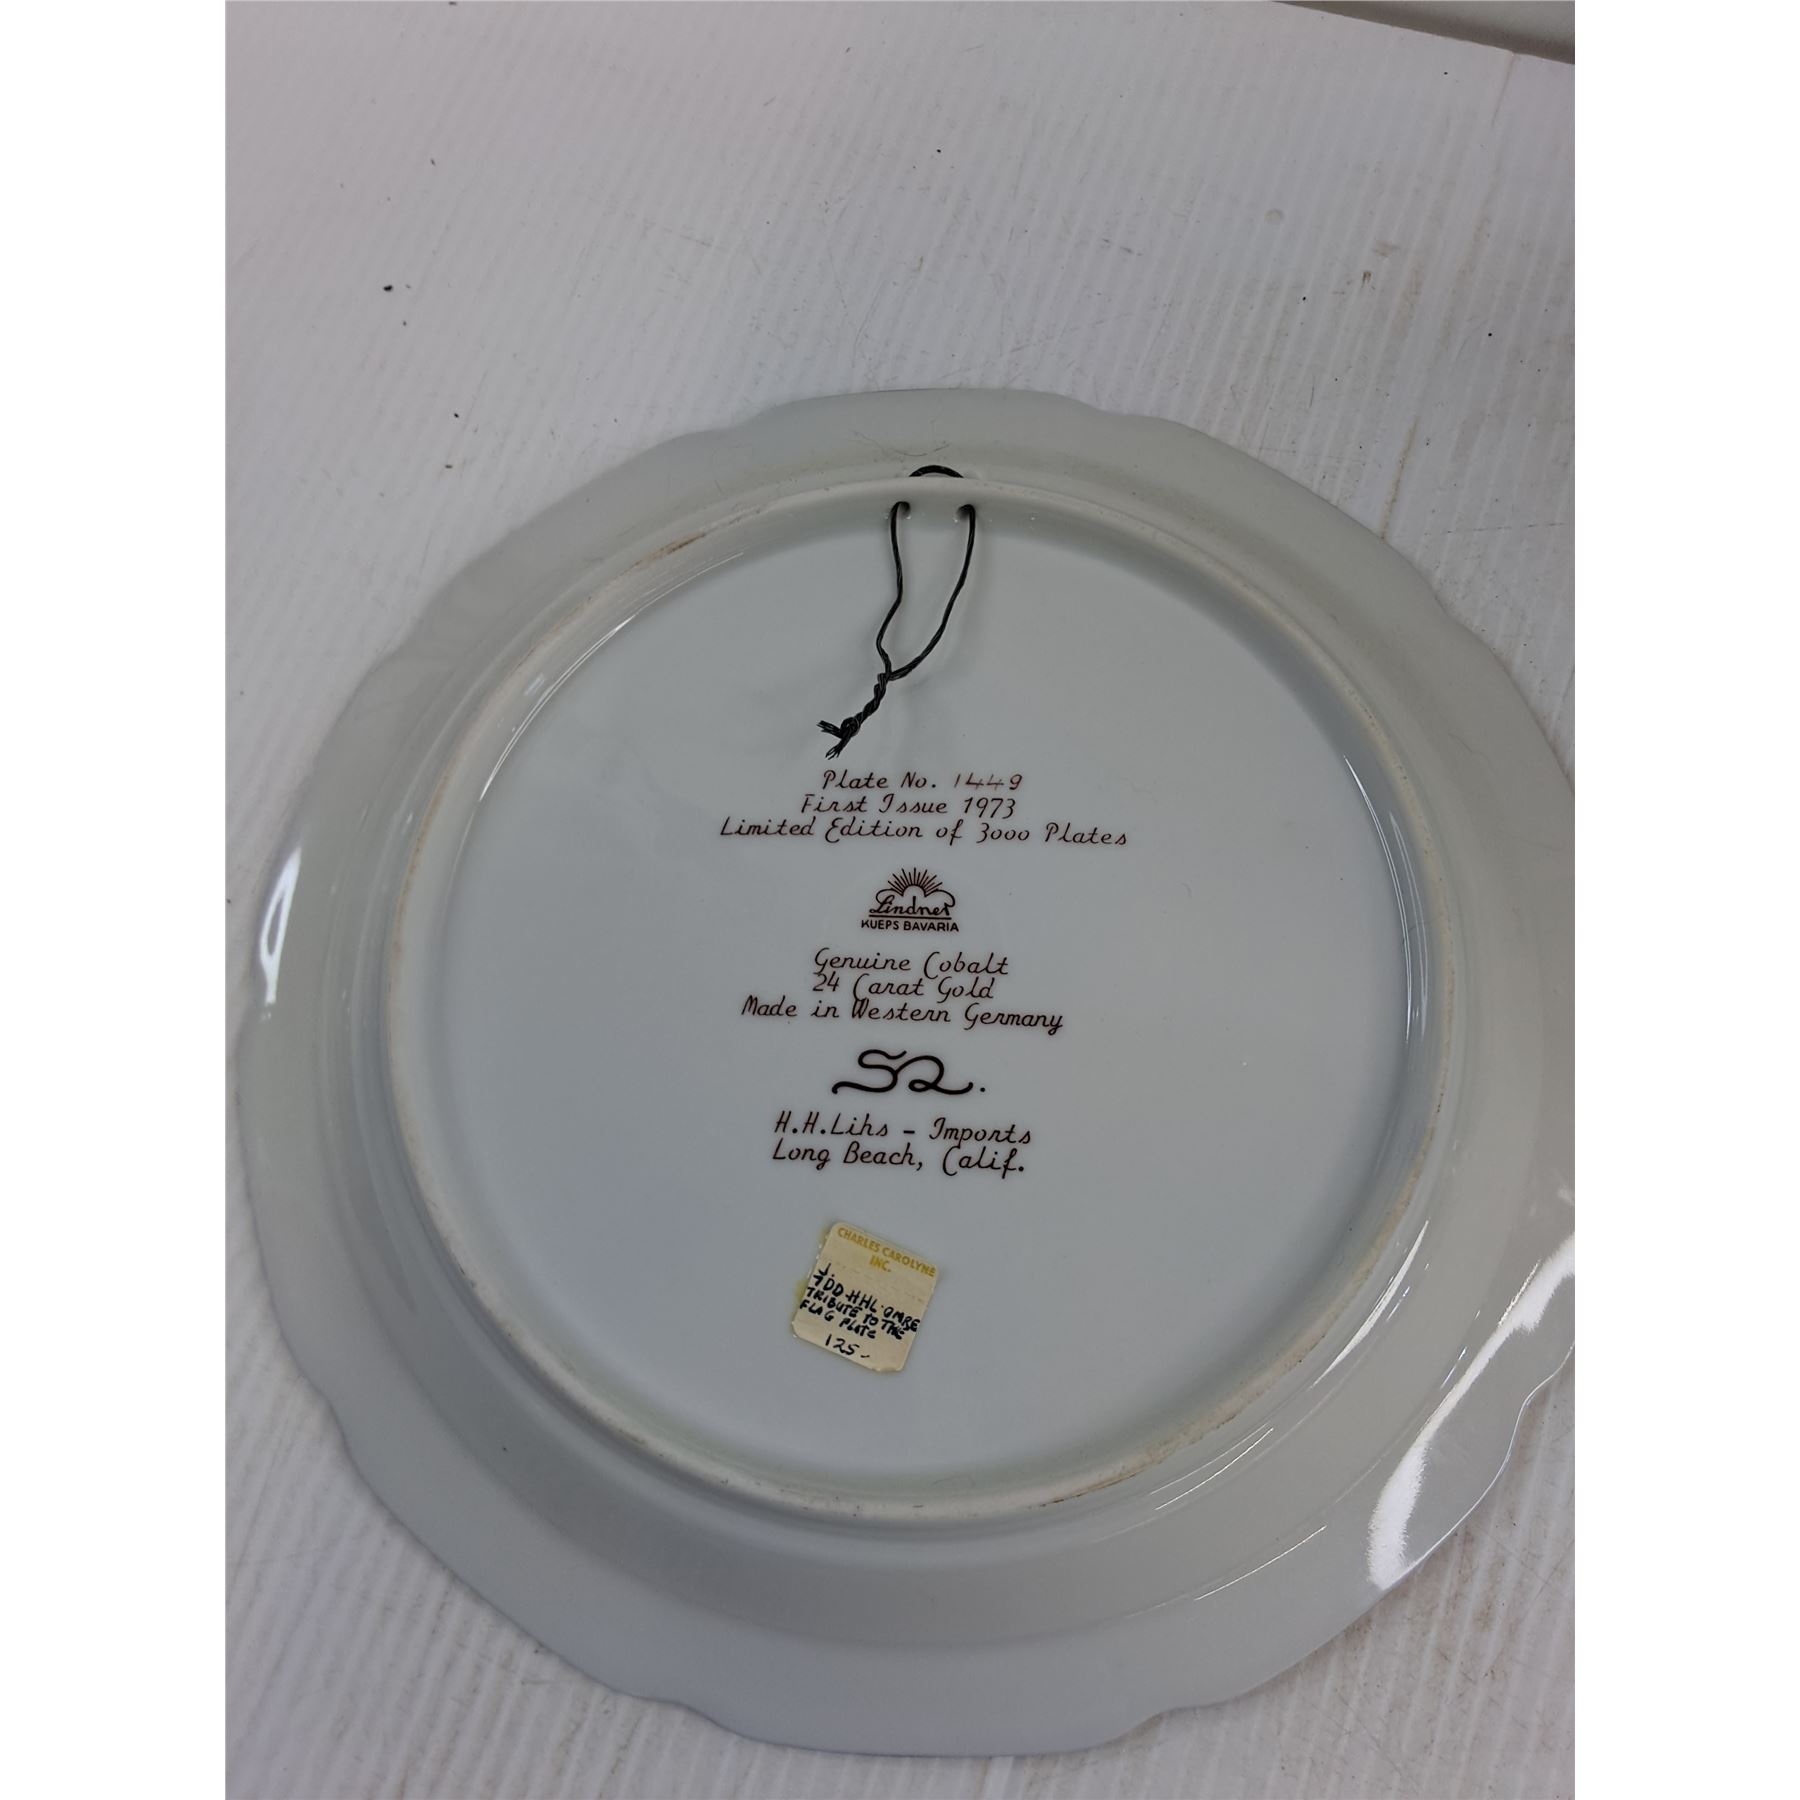 Plate No. 1449
First Issue 1973
Limited Edition of 3000 Plates
Lindner
KUEPS BAVARIA
Genuine Cobalt
24 Carat Gold
Made in Western Germany
H.H.Lihs – Imports
Long Beach, Calif.
CHARLES CAROLYNE
INC.
TRIBUTE TO THE
FLAG PLATE
125-